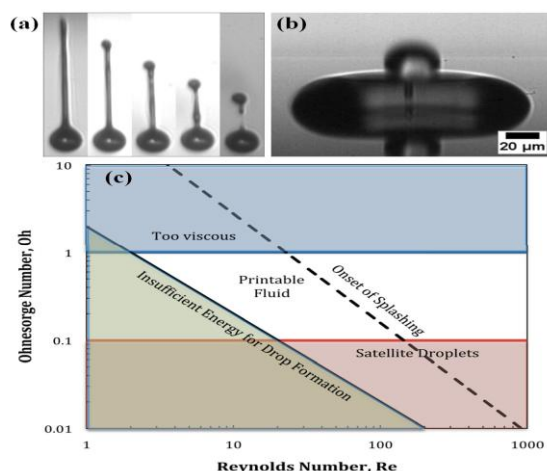 (a)
(b)
20 μm
(c)
Ohnesorge Number, Oh
10
1
0.1
0.01
Too viscous
Printable
Fluid
Onset of Splashing
Insufficient Energy for Drop Formation
Satellite Droplets
1
10
100
1000
Reynolds Number, Re